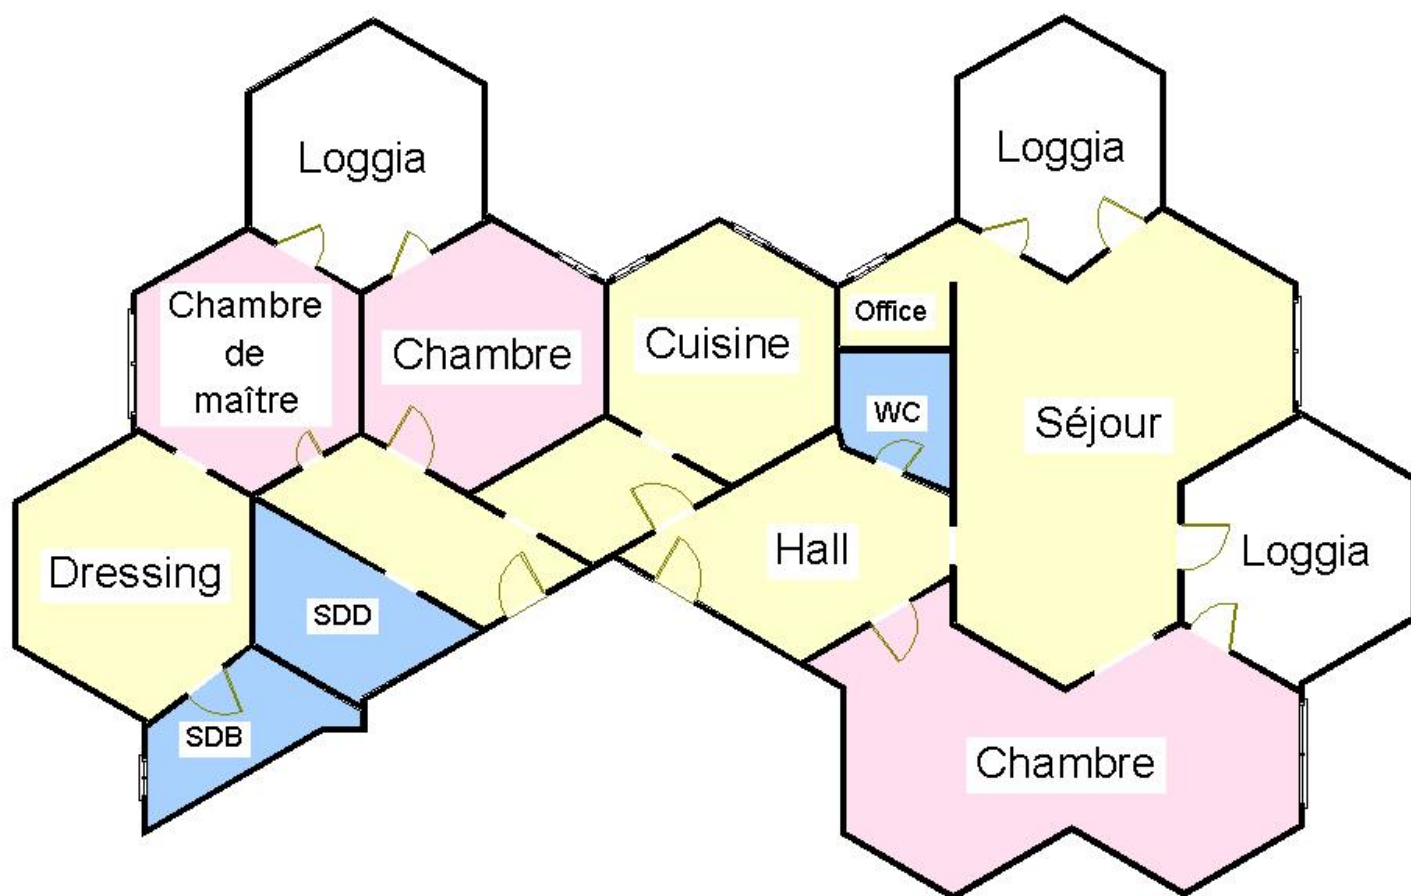 Loggia
Loggia
Chambre
de
maître
Chambre
Cuisine
Office
WC
Séjour
Dressing
SDD
Hall
Loggia
SDB
Chambre